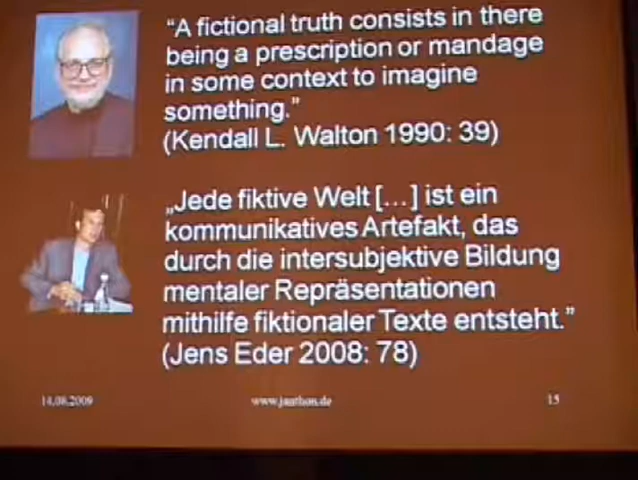 “A fictional truth consists in there
being a prescription or mandage
in some context to imagine
something.”
(Kendall L. Walton 1990: 39)
„Jede fiktive Welt […] ist ein
kommunikatives Artefakt, das
durch die intersubjektive Bildung
mentaler Repräsentationen
mithilfe fiktionaler Texte entsteht.”
(Jens Eder 2008: 78)
14.08.2009 www.janthon.de 15